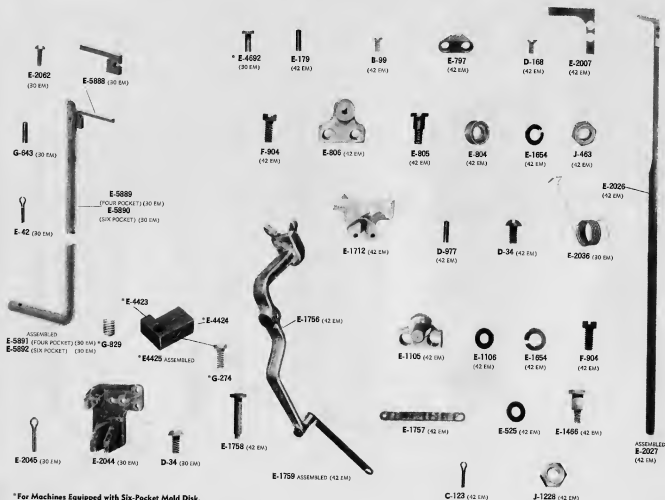 *E-4692 E-179 B-99 E-797 D-168 E-2007
(30 EM) (42 EM) (42 EM) (42 EM) (42 EM) (42 EM)
E-2062
(30 EM)
E-5888 (30 EM)
F-904 E-806 (42 EM) E-805 E-804 E-1654 J-463
(42 EM) (42 EM) (42 EM) (42 EM) (42 EM)
G-643 (30 EM)
E-5889
(FOUR POCKET) (30 EM)
E-5890
(SIX POCKET) (30 EM)
E-2026
(42 EM)
E-42 (30 EM)
E-1712 (42 EM) D-977 D-34 (42 EM) E-2036 (30 EM)
(42 EM)
*E-4423
*E-4424
E-1756 (42 EM)
ASSEMBLED
E-5891 (FOUR POCKET) (30 EM)
E-5892 (SIX POCKET) (30 EM)
*G-829
*E4425 ASSEMBLED
*G-274
E-1105 (42 EM) E-1106 E-1654 F-904
(42 EM) (42 EM) (42 EM)
E-1757 (42 EM) E-525 (42 EM) E-1466 (42 EM)
E-2045 (30 EM) E-2044 (30 EM) D-34 (30 EM) E-1758 (42 EM)
ASSEMBLED
E-2027
(42 EM)
E-1759 ASSEMBLED (42 EM)
C-123 (42 EM) J-1228 (42 EM)
*For Machines Equipped with Six-Pocket Mold Disk.